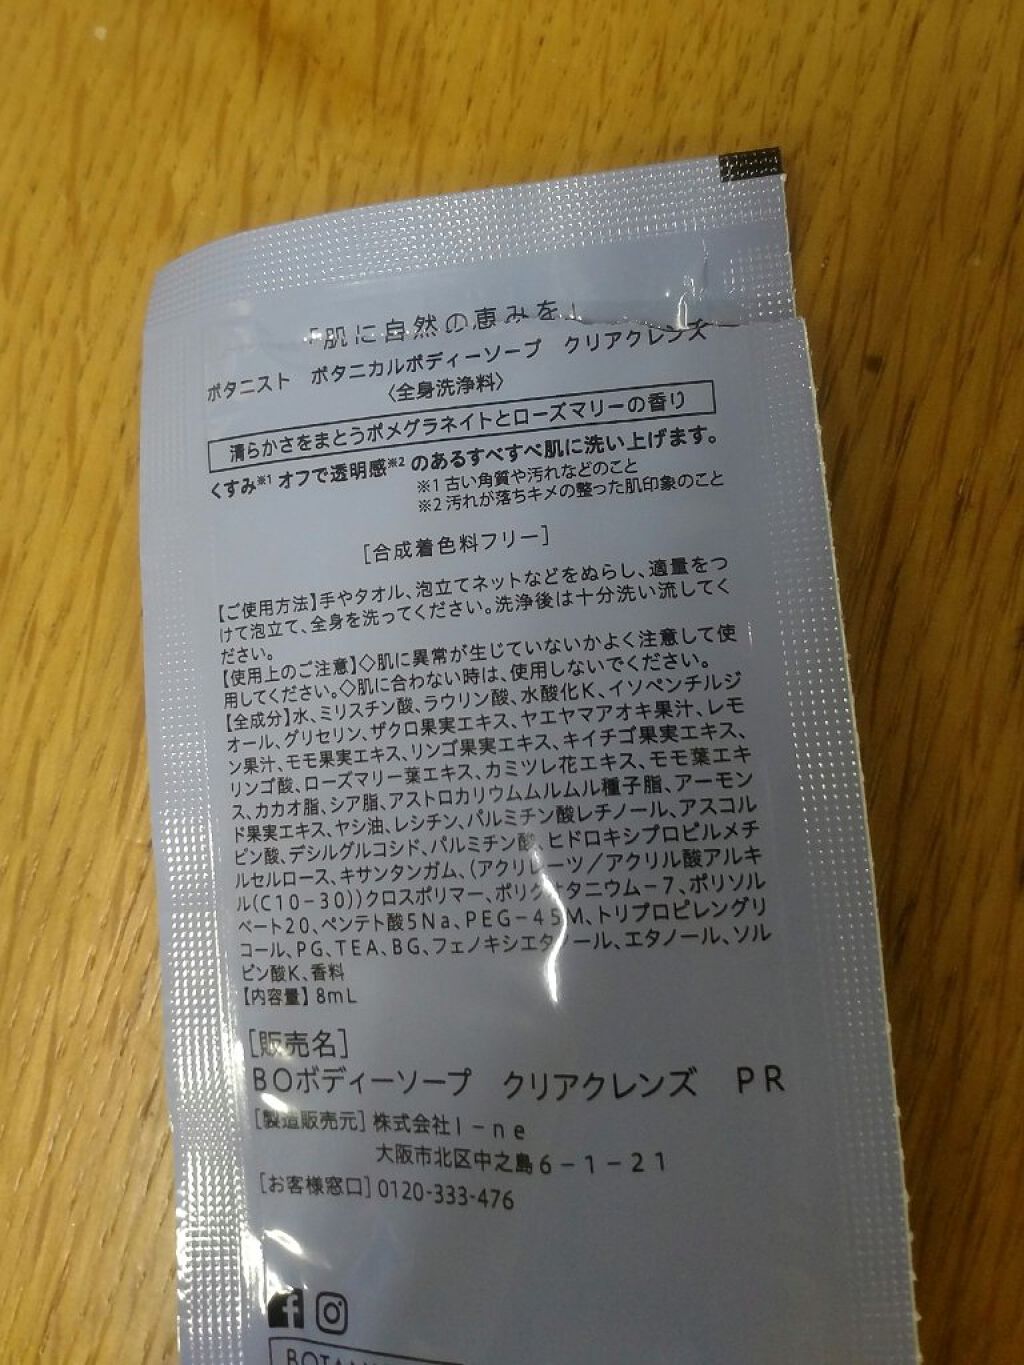 「肌に自然の恵みを」
ボタニスト ボタニカルボディーソープ クリアクレンズ
〈全身洗浄料〉
清らかさをまとうポメグラネイトとローズマリーの香り
くすみ※1オフで透明感※2のあるすべすべ肌に洗い上げます。
※1 古い角質や汚れなどのこと
※2 汚れが落ちキメの整った肌印象のこと
[合成着色料フリー]
【ご使用方法】手やタオル、泡立てネットなどをぬらし、適量をつ
けて泡立て、全身を洗ってください。洗浄後は十分洗い流してく
ださい。
【使用上のご注意】◇肌に異常が生じていないかよく注意して使
用してください。◇肌に合わない時は、使用しないでください。
【全成分】水、ミリスチン酸、ラウリン酸、水酸化K、イソペンチルジ
オール、グリセリン、ザクロ果実エキス、ヤエヤマアオキ果汁、レモ
ン果汁、モモ果実エキス、リンゴ果実エキス、キイチゴ果実エキス、
リンゴ酸、ローズマリー葉エキス、カミツレ花エキス、モモ葉エキ
ス、カカオ脂、シア脂、アストロカリウムムルムル種子脂、アーモン
ド果実エキス、ヤシ油、レシチン、パルミチン酸レチノール、アスコル
ビン酸、デシルグルコシド、パルミチン酸、ヒドロキシプロピルメチ
ルセルロース、キサンタンガム、(アクリレーツ/アクリル酸アルキ
ル(C10-30))クロスポリマー、ポリクオタニウム-7、ポリソル
ベート20、ペンテト酸5Na、PEG-45M、トリプロピレングリ
コール、PG、TEA、BG、フェノキシエタノール、エタノール、ソル
ビン酸K、香料
【内容量】8mL
[販売名]
BOボディーソープ クリアクレンズ PR
[製造販売元]株式会社I-ne
大阪市北区中之島6-1-21
[お客様窓口]0120-333-476